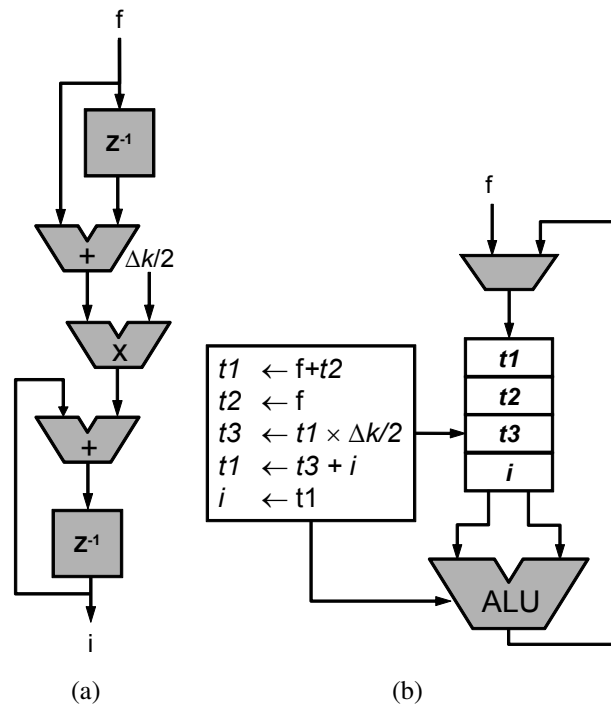 f
Z⁻¹
+
Δk/2
x
+
Z⁻¹
i
(a)
f
t1 ← f+t2
t2 ← f
t3 ← t1 × Δk/2
t1 ← t3 + i
i ← t1
t1
t2
t3
i
ALU
(b)